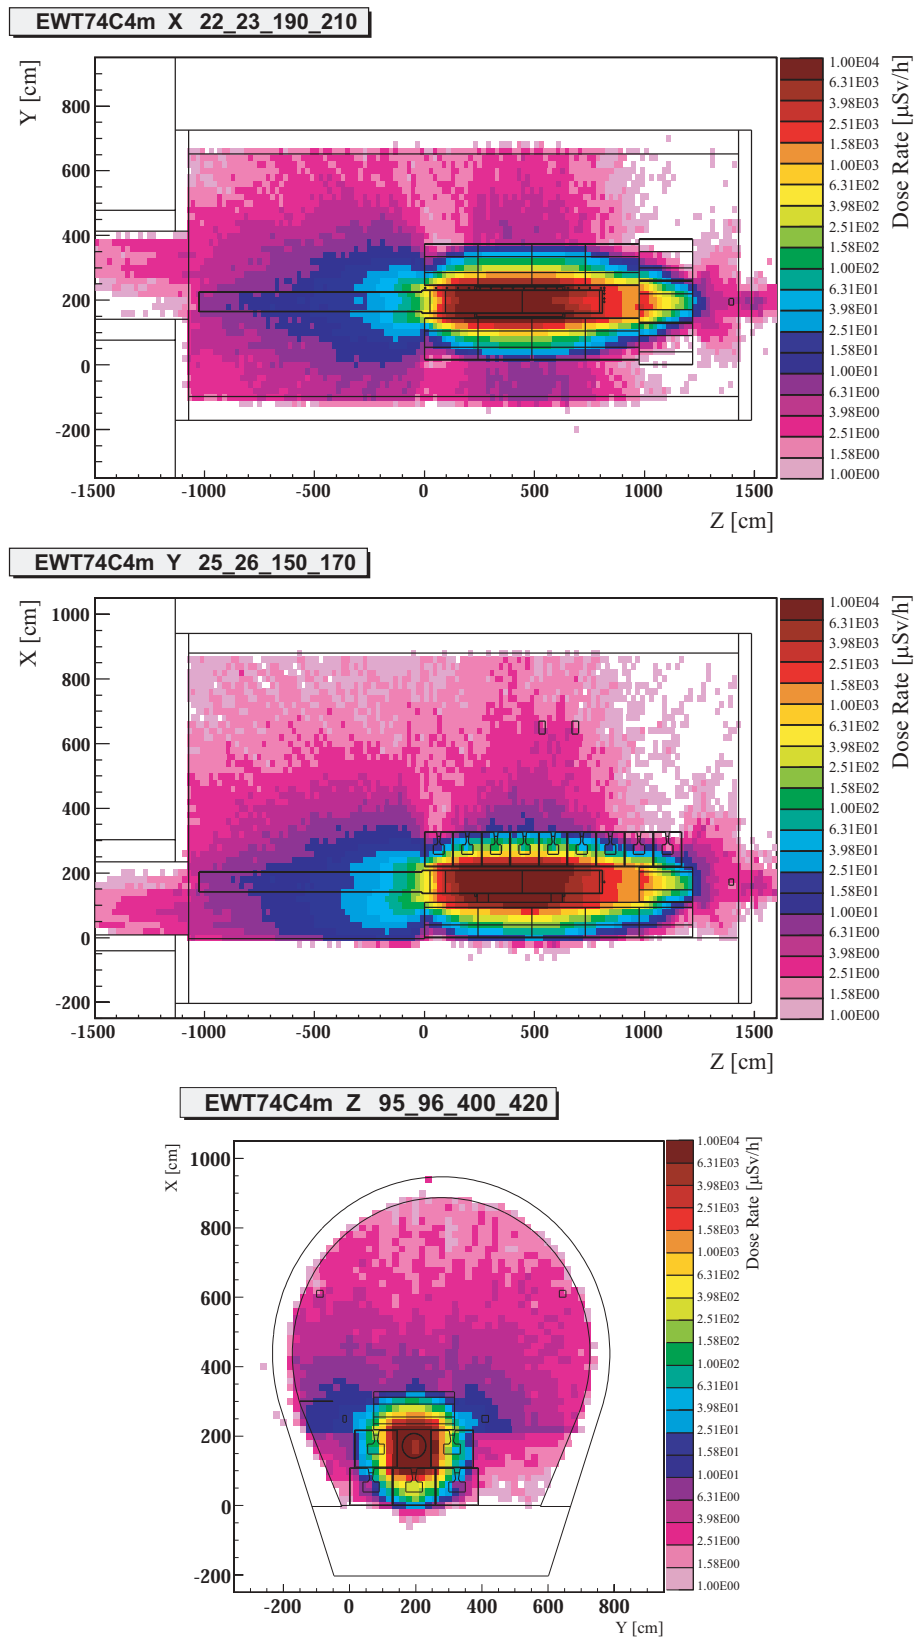 EWT74C4m X 22_23_190_210
Y [cm]
800
600
400
200
0
-200
-1500
-1000
-500
0
500
1000
1500
Z [cm]
1.00E04
6.31E03
3.98E03
2.51E03
1.58E03
1.00E03
6.31E02
3.98E02
2.51E02
1.58E02
1.00E02
6.31E01
3.98E01
2.51E01
1.58E01
1.00E01
6.31E00
3.98E00
2.51E00
1.58E00
1.00E00
Dose Rate [µSv/h]
EWT74C4m Y 25_26_150_170
X [cm]
1000
800
600
400
200
0
-200
-1500
-1000
-500
0
500
1000
1500
Z [cm]
1.00E04
6.31E03
3.98E03
2.51E03
1.58E03
1.00E03
6.31E02
3.98E02
2.51E02
1.58E02
1.00E02
6.31E01
3.98E01
2.51E01
1.58E01
1.00E01
6.31E00
3.98E00
2.51E00
1.58E00
1.00E00
Dose Rate [µSv/h]
EWT74C4m Z 95_96_400_420
X [cm]
1000
800
600
400
200
0
-200
-200
0
200
400
600
800
Y [cm]
1.00E04
6.31E03
3.98E03
2.51E03
1.58E03
1.00E03
6.31E02
3.98E02
2.51E02
1.58E02
1.00E02
6.31E01
3.98E01
2.51E01
1.58E01
1.00E01
6.31E00
3.98E00
2.51E00
1.58E00
1.00E00
Dose Rate [µSv/h]